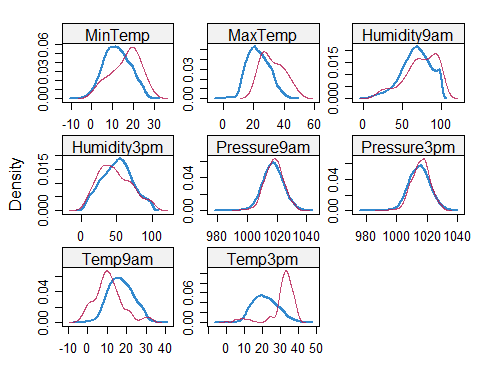 MinTemp
MaxTemp
Humidity9am
0.00 0.03 0.06
0.00 0.03
0.000 0.015
-10 0 10 20 30
0 20 40 60
0 50 100
Humidity3pm
Pressure9am
Pressure3pm
Density
0.000 0.015
0.00 0.04
0.00 0.04
0 50 100
980 1000 1020 1040
980 1000 1020 1040
Temp9am
Temp3pm
0.00 0.04
0.00 0.06
-10 0 10 20 30 40
0 10 20 30 40 50